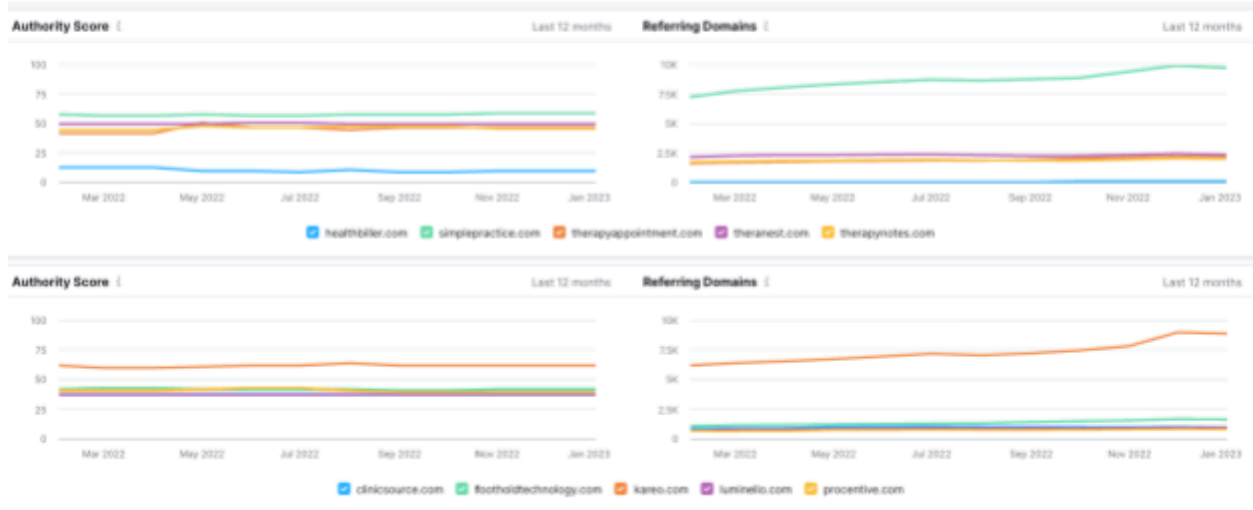 Authority Score i Last 12 months Referring Domains i Last 12 months
100 10K
75 7.5K
50 5K
25 2.5K
0 0
Mar 2022 May 2022 Jul 2022 Sep 2022 Nov 2022 Jan 2023 Mar 2022 May 2022 Jul 2022 Sep 2022 Nov 2022 Jan 2023
healthbiller.com simplepractice.com therapyappointment.com theranest.com therapynotes.com
Authority Score i Last 12 months Referring Domains i Last 12 months
100 10K
75 7.5K
50 5K
25 2.5K
0 0
Mar 2022 May 2022 Jul 2022 Sep 2022 Nov 2022 Jan 2023 Mar 2022 May 2022 Jul 2022 Sep 2022 Nov 2022 Jan 2023
clinicsource.com footholdtechnology.com kareo.com luminello.com procentive.com